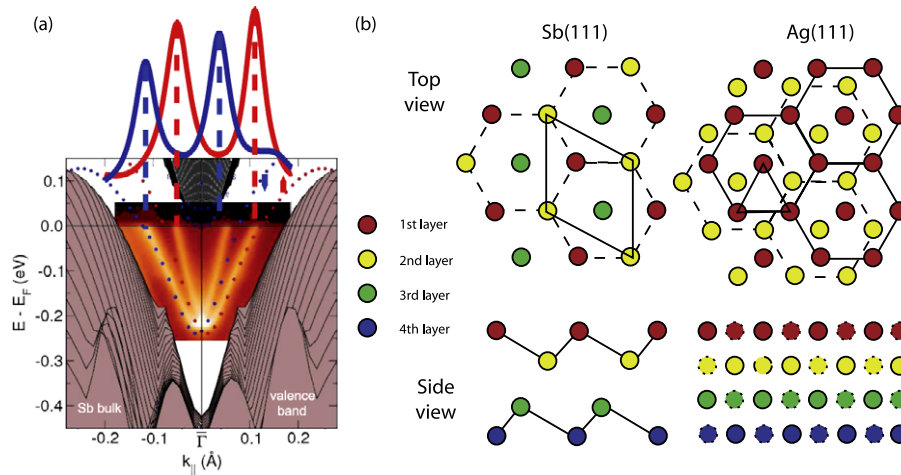 (a)
(b)
Sb(111)
Ag(111)
Top
view
0.1
0.0
-0.1
-0.2
-0.3
-0.4
E - E_F (eV)
Sb bulk
valence
band
-0.2
-0.1
Γ̅
0.1
0.2
k_|| (Å)
1st layer
2nd layer
3rd layer
4th layer
Side
view